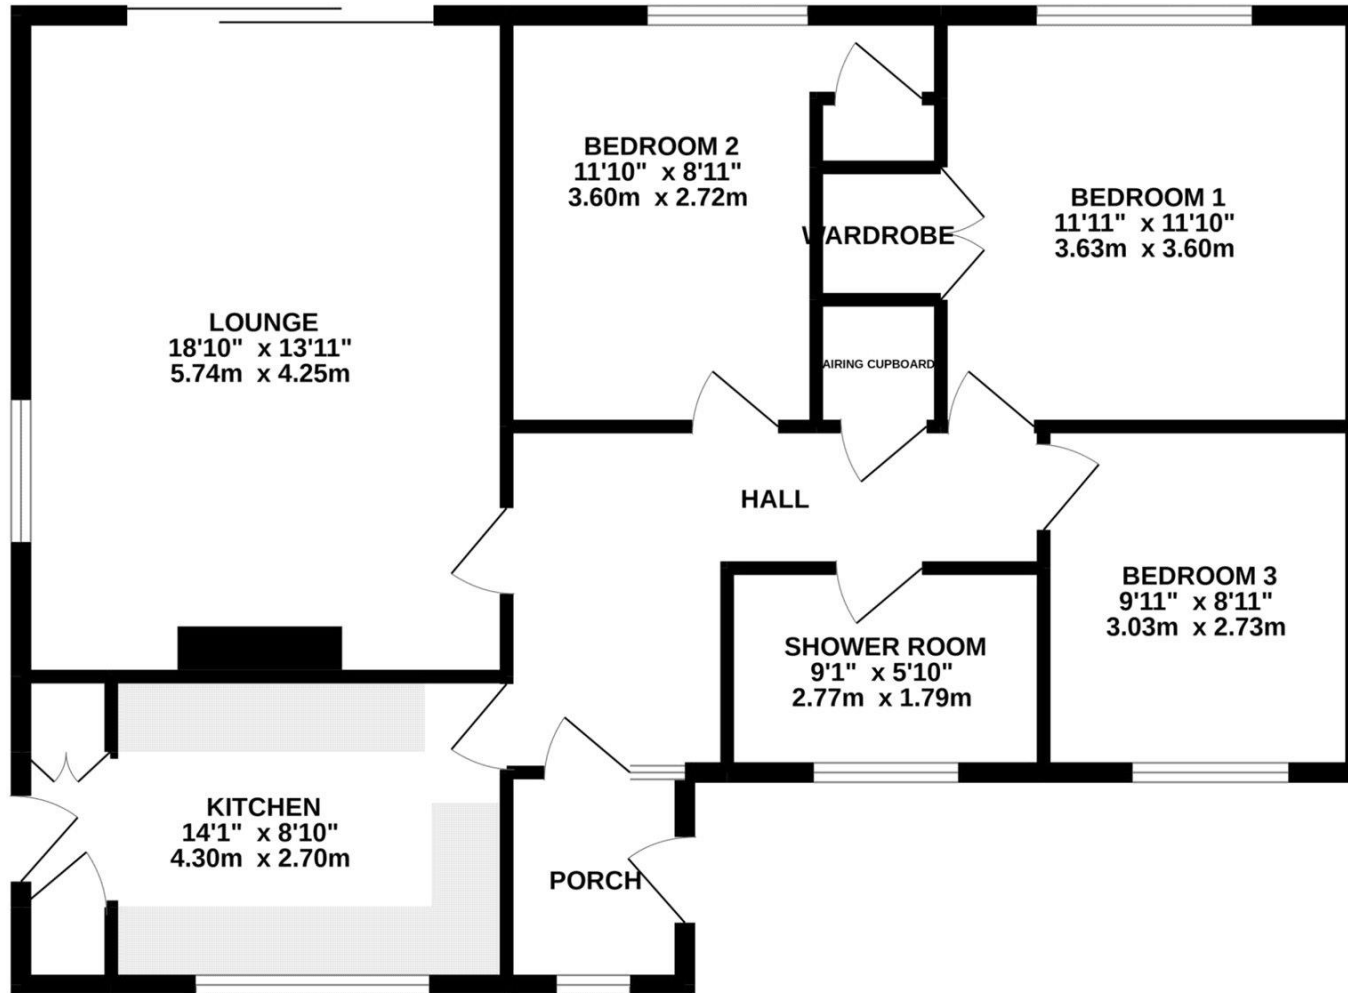 BEDROOM 2
11'10" x 8'11"
3.60m x 2.72m
BEDROOM 1
11'11" x 11'10"
3.63m x 3.60m
WARDROBE
LOUNGE
18'10" x 13'11"
5.74m x 4.25m
AIRING CUPBOARD
HALL
BEDROOM 3
9'11" x 8'11"
3.03m x 2.73m
SHOWER ROOM
9'1" x 5'10"
2.77m x 1.79m
KITCHEN
14'1" x 8'10"
4.30m x 2.70m
PORCH